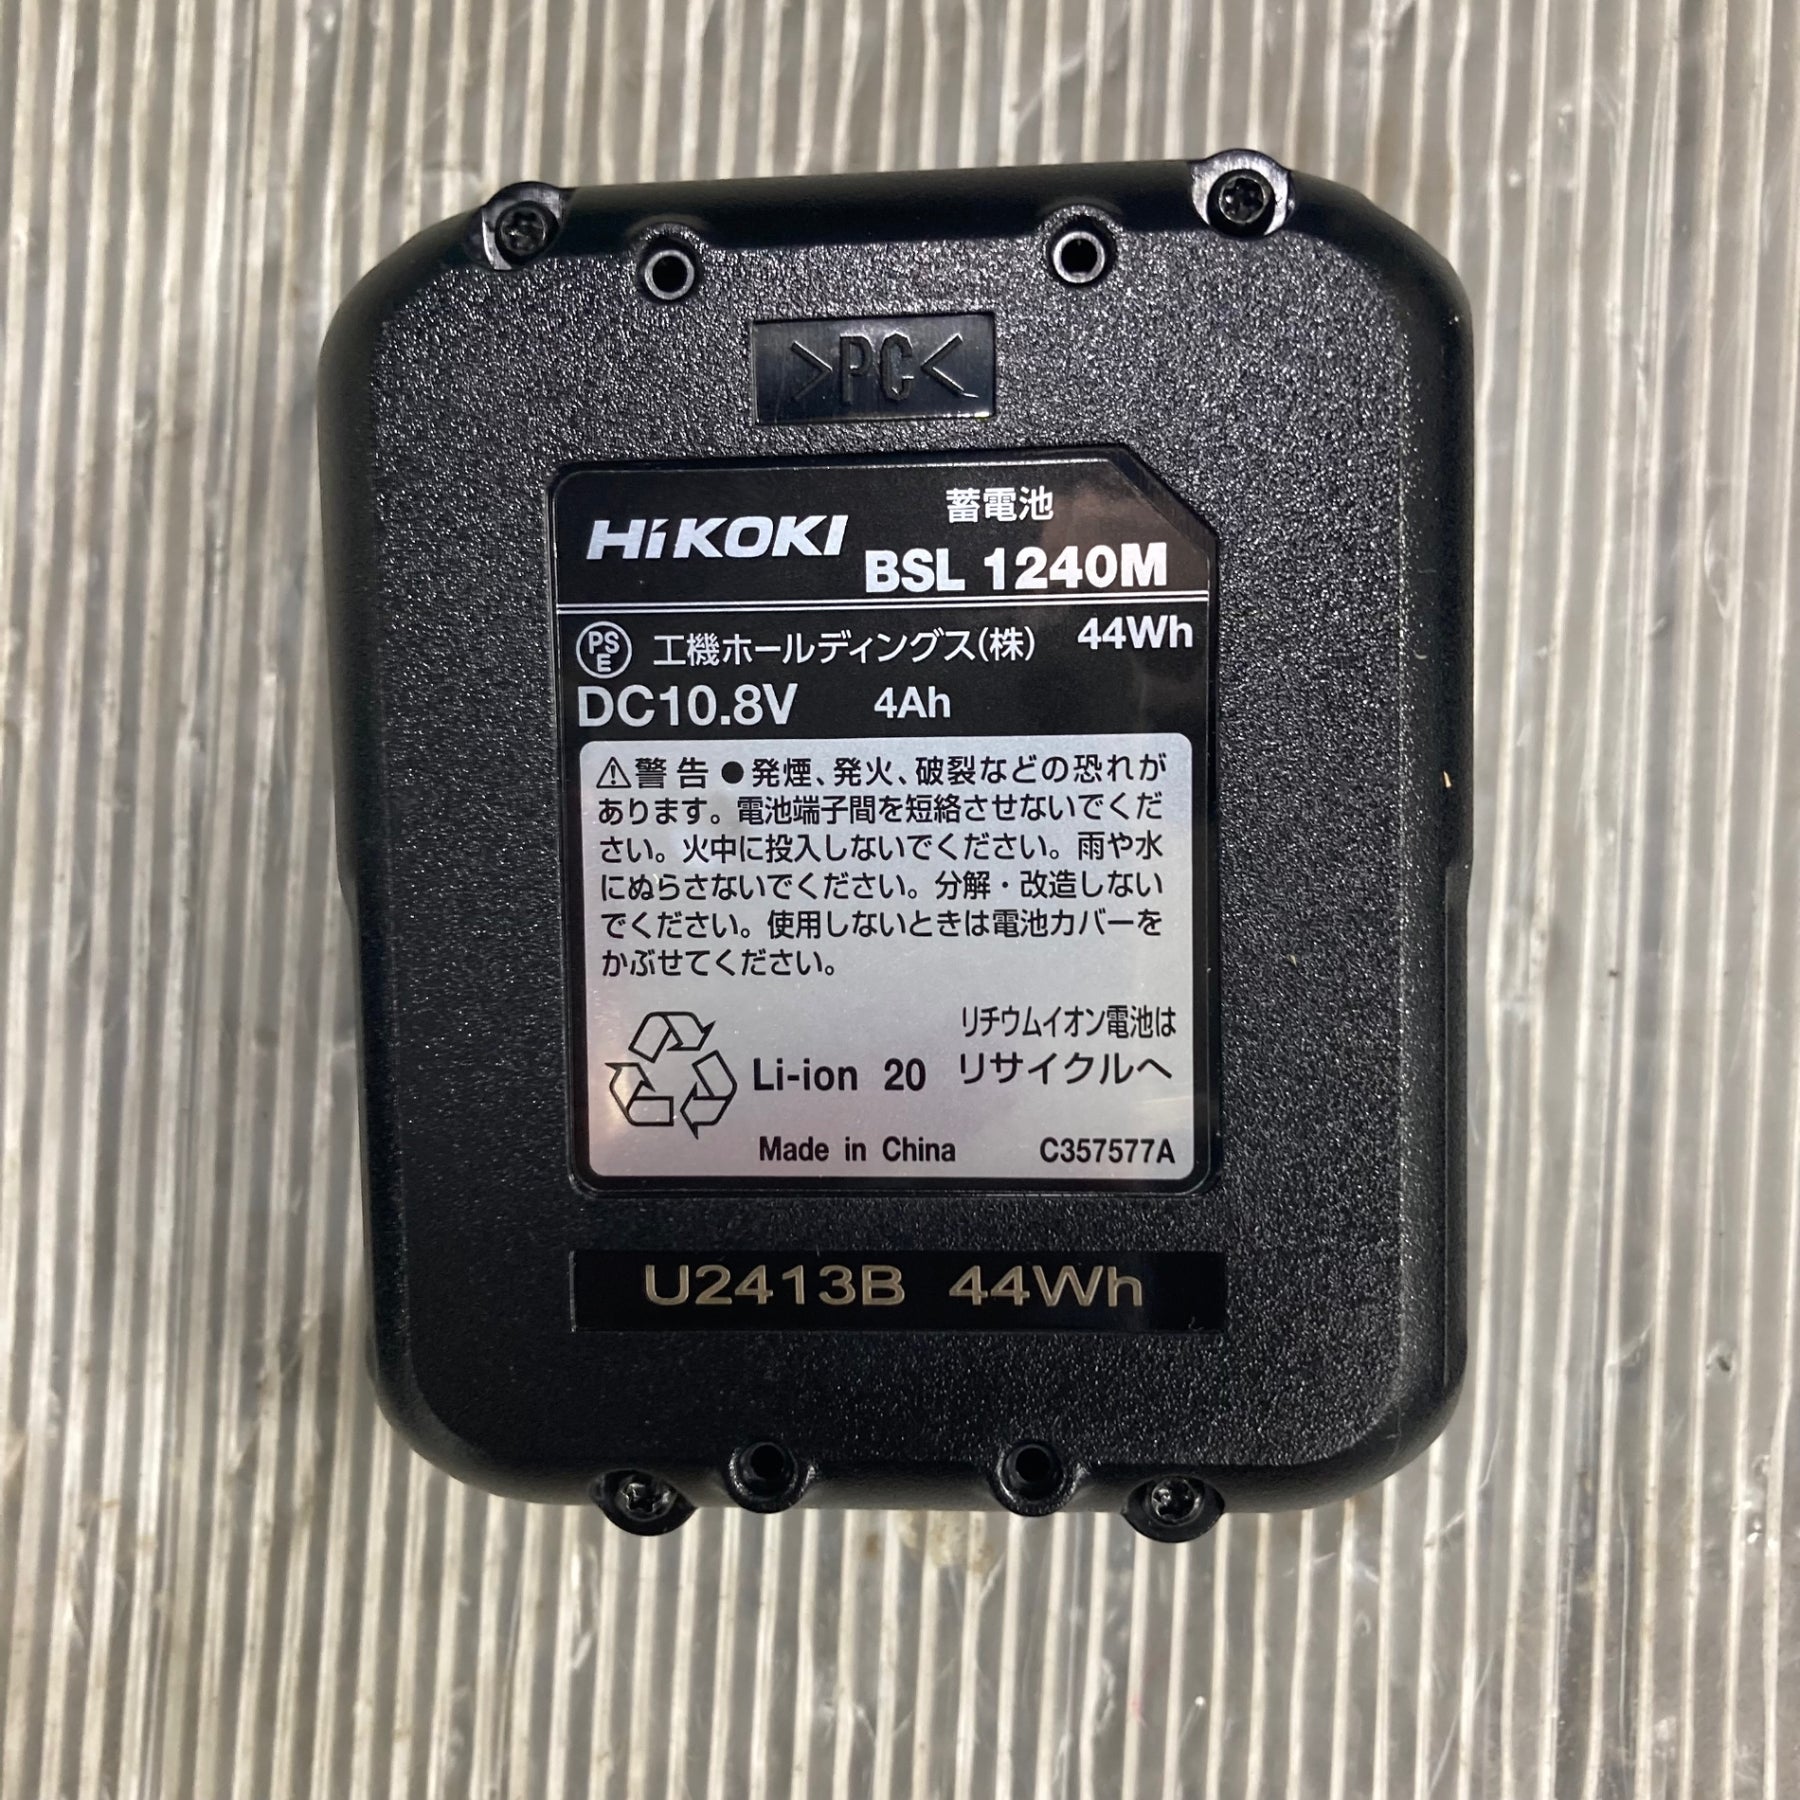 >PC<
蓄電池
HiKOKI
BSL 1240M
PSE 工機ホールディングス(株) 44Wh
DC10.8V 4Ah
⚠警告 ●発煙、発火、破裂などの恐れが
あります。電池端子間を短絡させないでくだ
さい。火中に投入しないでください。雨や水
にぬらさないでください。分解・改造しない
でください。使用しないときは電池カバーを
かぶせてください。
リチウムイオン電池は
Li-ion 20 リサイクルへ
Made in China C357577A
U2413B 44Wh